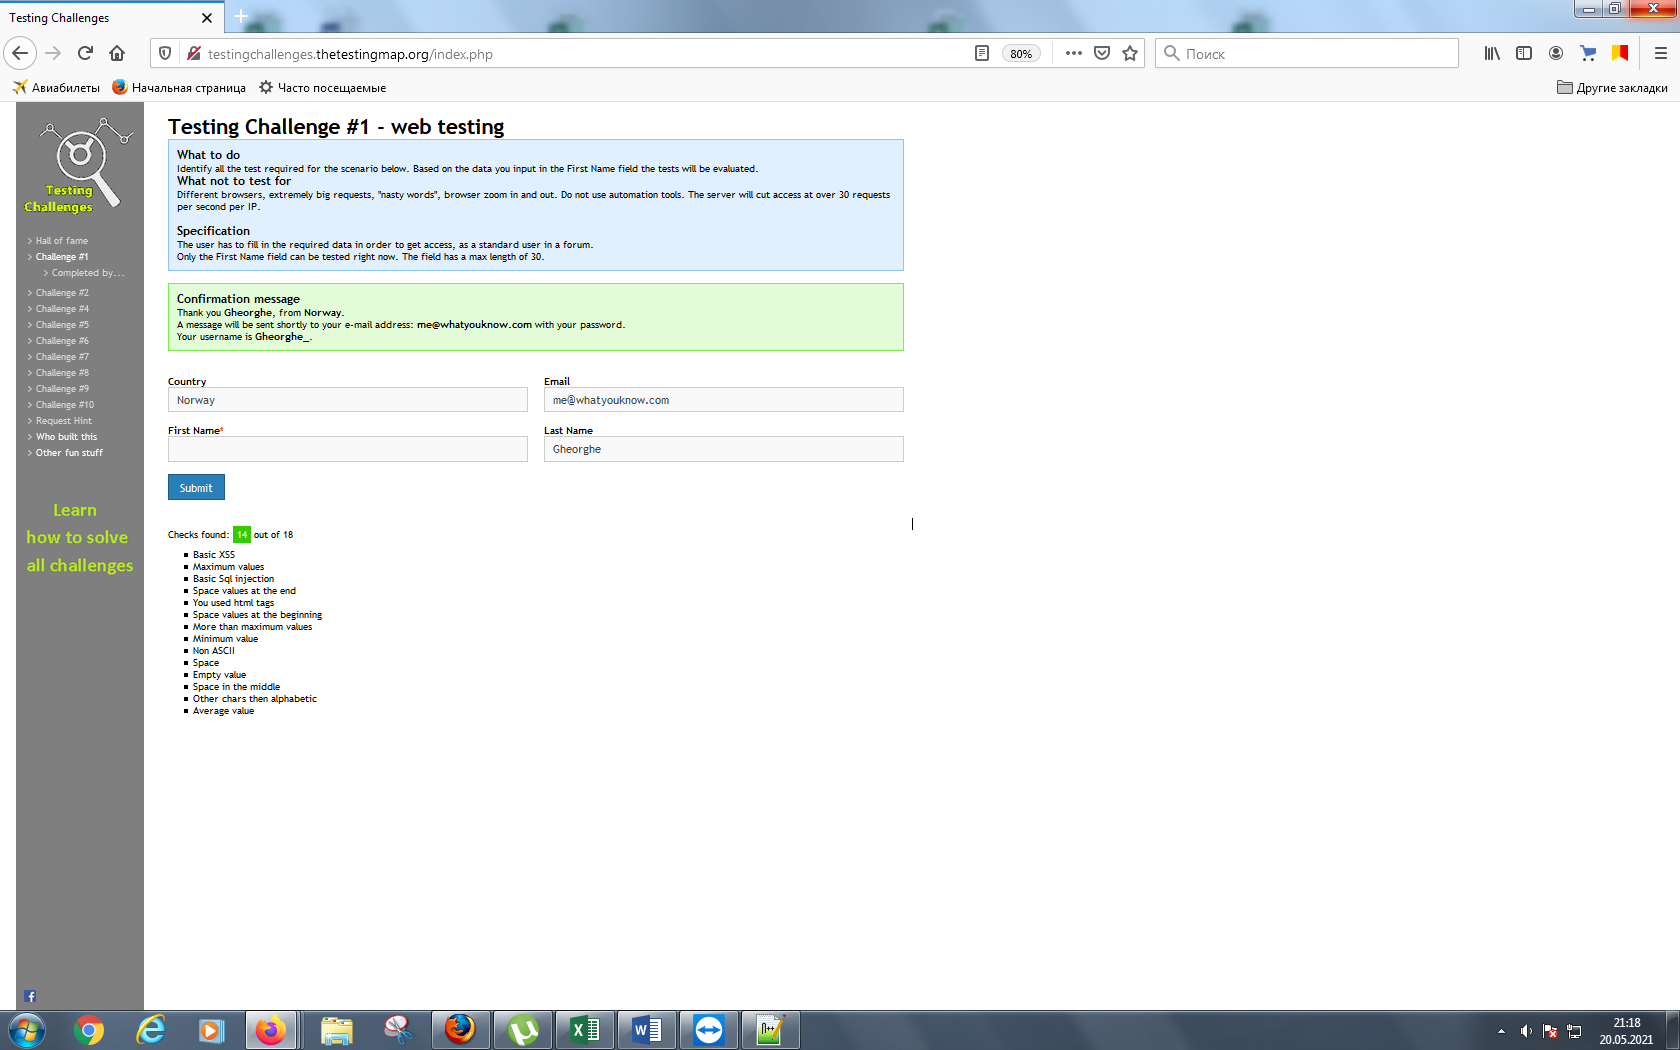 Testing Challenges
testingchallenges.thetestingmap.org/index.php
80%
Поиск
Авиабилеты
Начальная страница
Часто посещаемые
Другие закладки
Testing
Challenges
Hall of fame
Challenge #1
Completed by...
Challenge #2
Challenge #4
Challenge #5
Challenge #6
Challenge #7
Challenge #8
Challenge #9
Challenge #10
Request Hint
Who built this
Other fun stuff
Learn
how to solve
all challenges
Testing Challenge #1 - web testing
What to do
Identify all the test required for the scenario below. Based on the data you input in the First Name field the tests will be evaluated.
What not to test for
Different browsers, extremely big requests, "nasty words", browser zoom in and out. Do not use automation tools. The server will cut access at over 30 requests
per second per IP.
Specification
The user has to fill in the required data in order to get access, as a standard user in a forum.
Only the First Name field can be tested right now. The field has a max length of 30.
Confirmation message
Thank you Gheorghe, from Norway.
A message will be sent shortly to your e-mail address: me@whatyouknow.com with your password.
Your username is Gheorghe_.
Country
Norway
Email
me@whatyouknow.com
First Name*
Last Name
Gheorghe
Submit
Checks found: 14 out of 18
Basic XSS
Maximum values
Basic Sql injection
Space values at the end
You used html tags
Space values at the beginning
More than maximum values
Minimum value
Non ASCII
Space
Empty value
Space in the middle
Other chars then alphabetic
Average value
21:18
20.05.2021